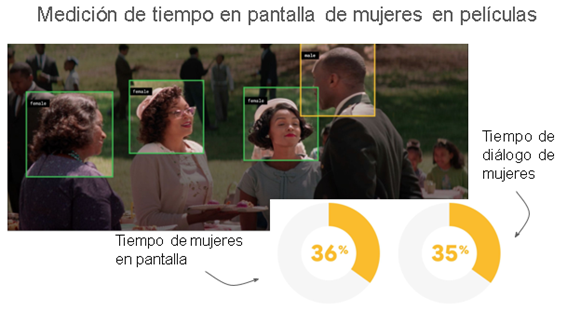 Medición de tiempo en pantalla de mujeres en películas
female
female
female
male
Tiempo de
diálogo de
mujeres
Tiempo de mujeres
en pantalla
36%
35%